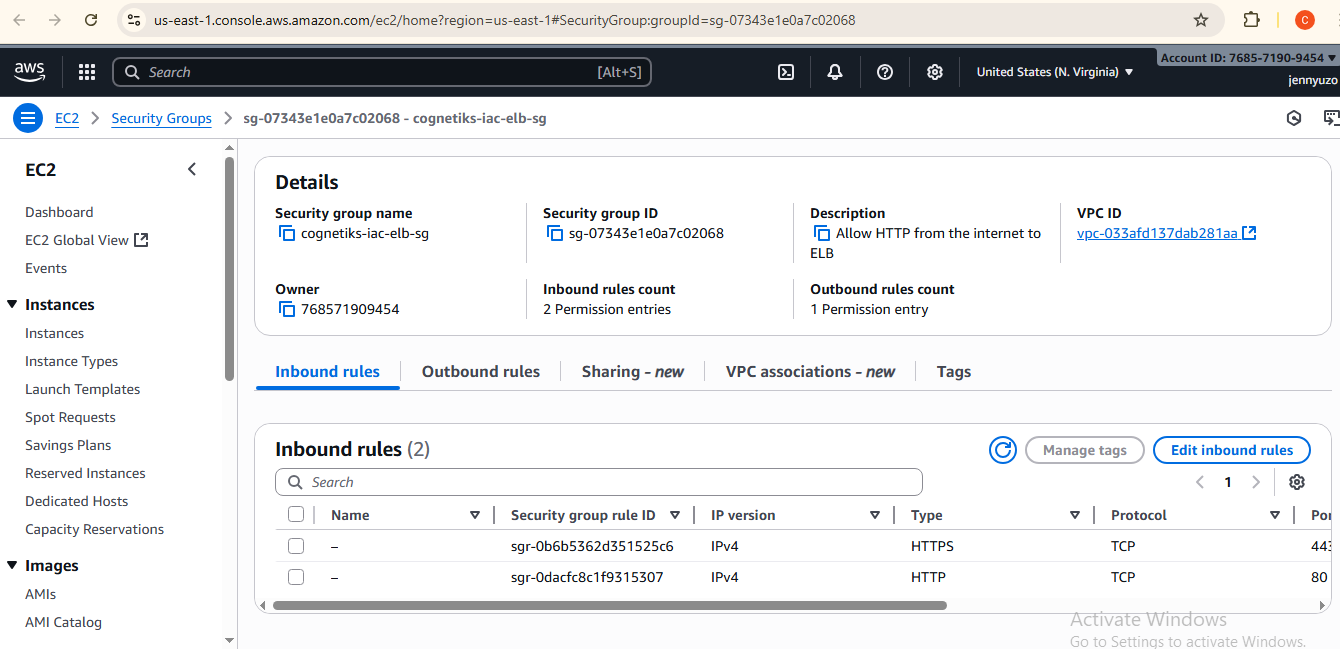 us-east-1.console.aws.amazon.com/ec2/home?region=us-east-1#SecurityGroup:groupId=sg-07343e1e0a7c02068
C
aws
Search
[Alt+S]
United States (N. Virginia)
Account ID: 7685-7190-9454
jennyuzo
EC2
Security Groups
sg-07343e1e0a7c02068 - cognetiks-iac-elb-sg
EC2
Dashboard
EC2 Global View
Events
Instances
Instances
Instance Types
Launch Templates
Spot Requests
Savings Plans
Reserved Instances
Dedicated Hosts
Capacity Reservations
Images
AMIs
AMI Catalog
Details
Security group name
cognetiks-iac-elb-sg
Security group ID
sg-07343e1e0a7c02068
Description
Allow HTTP from the internet to
ELB
VPC ID
vpc-033afd137dab281aa
Owner
768571909454
Inbound rules count
2 Permission entries
Outbound rules count
1 Permission entry
Inbound rules
Outbound rules
Sharing - new
VPC associations - new
Tags
Inbound rules (2)
Manage tags
Edit inbound rules
Search
1
Name Security group rule ID IP version Type Protocol Por
– sgr-0b6b5362d351525c6 IPv4 HTTPS TCP 443
– sgr-0dacfc8c1f9315307 IPv4 HTTP TCP 80
Activate Windows
Go to Settings to activate Windows.